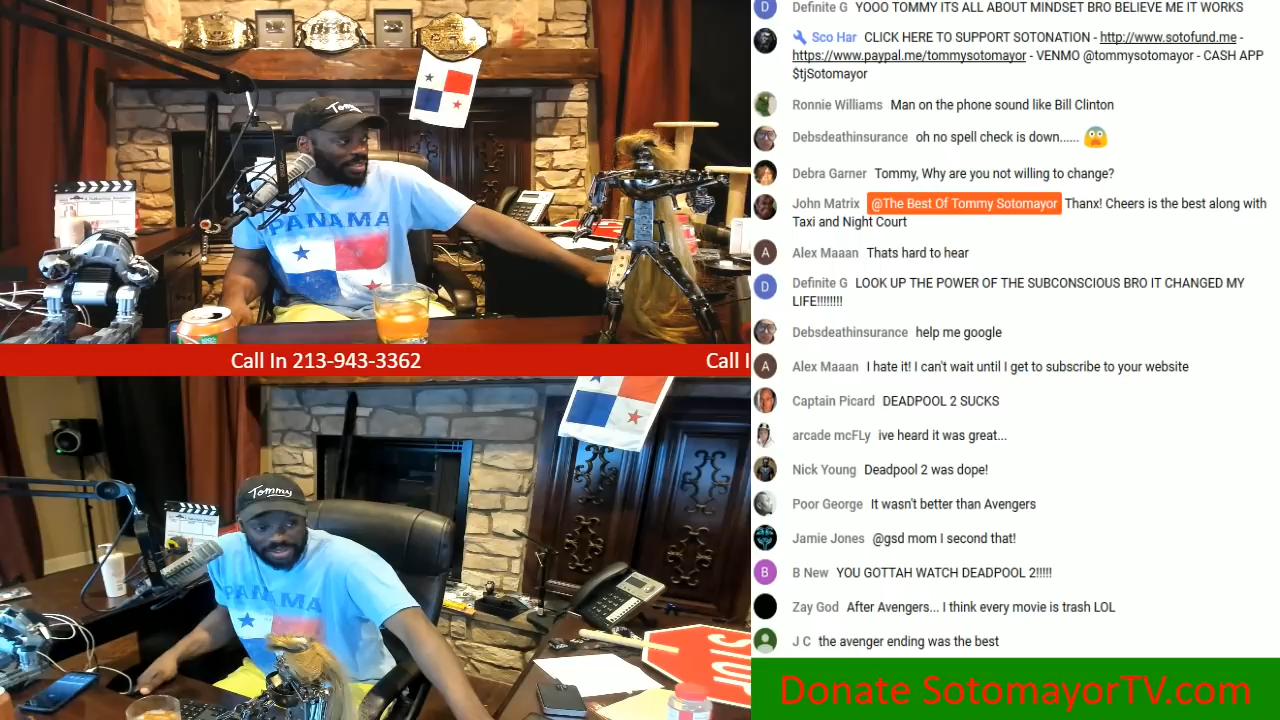 Tommy
PANAMA
Call In 213-943-3362
Call I
Tommy
PANAMA
Definite G YOOO TOMMY ITS ALL ABOUT MINDSET BRO BELIEVE ME IT WORKS
Sco Har CLICK HERE TO SUPPORT SOTONATION - http://www.sotofund.me -
https://www.paypal.me/tommysotomayor - VENMO @tommysotomayor - CASH APP
$tjSotomayor
Ronnie Williams Man on the phone sound like Bill Clinton
Debsdeathinsurance oh no spell check is down......
Debra Garner Tommy, Why are you not willing to change?
John Matrix @The Best Of Tommy Sotomayor Thanx! Cheers is the best along with
Taxi and Night Court
A Alex Maaan Thats hard to hear
D Definite G LOOK UP THE POWER OF THE SUBCONSCIOUS BRO IT CHANGED MY
LIFE!!!!!!!!
Debsdeathinsurance help me google
A Alex Maaan I hate it! I can't wait until I get to subscribe to your website
Captain Picard DEADPOOL 2 SUCKS
arcade mcFLy ive heard it was great...
Nick Young Deadpool 2 was dope!
Poor George It wasn't better than Avengers
Jamie Jones @gsd mom I second that!
B B New YOU GOTTAH WATCH DEADPOOL 2!!!!!
Zay God After Avengers... I think every movie is trash LOL
J C the avenger ending was the best
Donate SotomayorTV.com